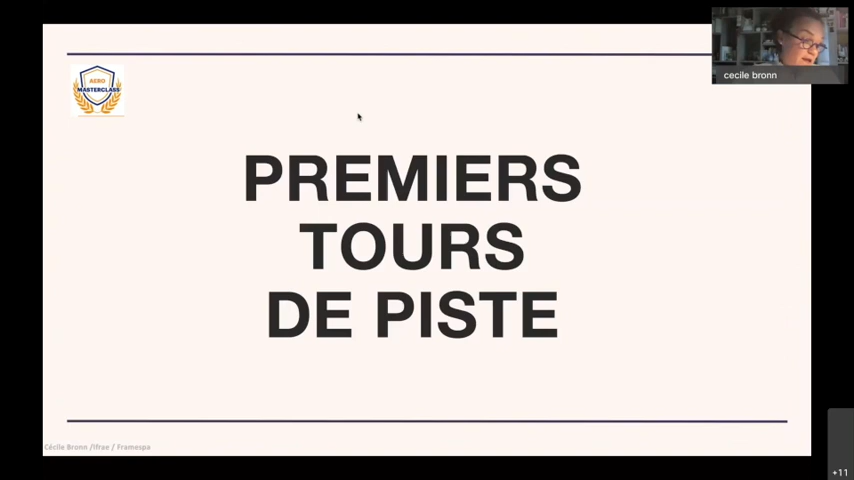 AERO
MASTERCLASS
cecile bronn
PREMIERS
TOURS
DE PISTE
Cécile Bronn /Ifrae / Framespa
+11